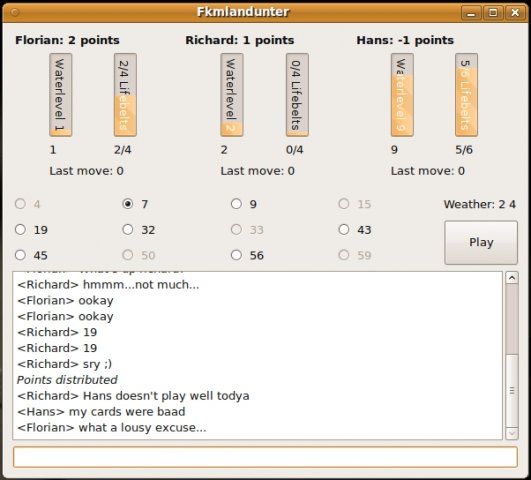 Fkmlandunter
Florian: 2 points Richard: 1 points Hans: -1 points
Waterlevel 1 2/4 Lifebelts Waterlevel 2 0/4 Lifebelts Waterlevel 9 5/6 Lifebelts
1 2/4 2 0/4 9 5/6
Last move: 0 Last move: 0 Last move: 0
4 7 9 15 Weather: 2 4
19 32 33 43 Play
45 50 56 59
<Florian> What's up Richard?
<Richard> hmmm...not much...
<Florian> ookay
<Florian> ookay
<Richard> 19
<Richard> 19
<Richard> sry ;)
Points distributed
<Richard> Hans doesn't play well todya
<Hans> my cards were baad
<Florian> what a lousy excuse...